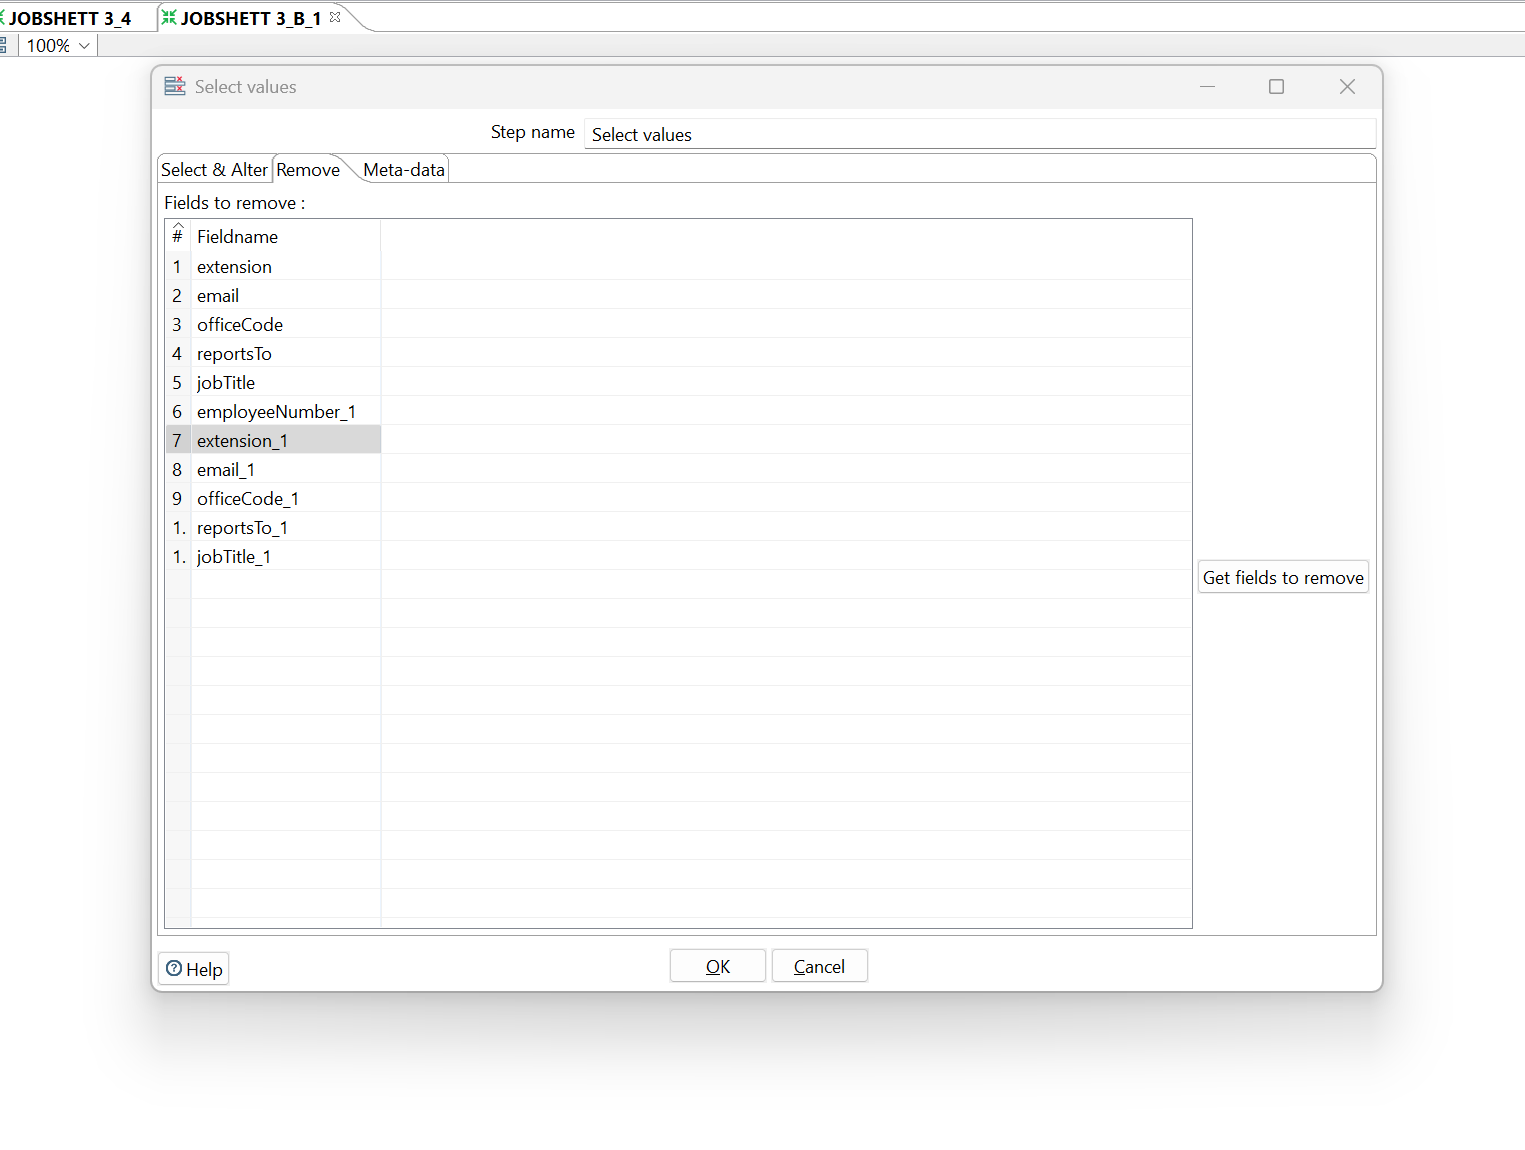 JOBSHETT 3_4
JOBSHETT 3_B_1
100%
Select values
Step name
Select values
Select & Alter
Remove
Meta-data
Fields to remove :
# Fieldname
1 extension
2 email
3 officeCode
4 reportsTo
5 jobTitle
6 employeeNumber_1
7 extension_1
8 email_1
9 officeCode_1
1. reportsTo_1
1. jobTitle_1
Get fields to remove
Help
OK
Cancel